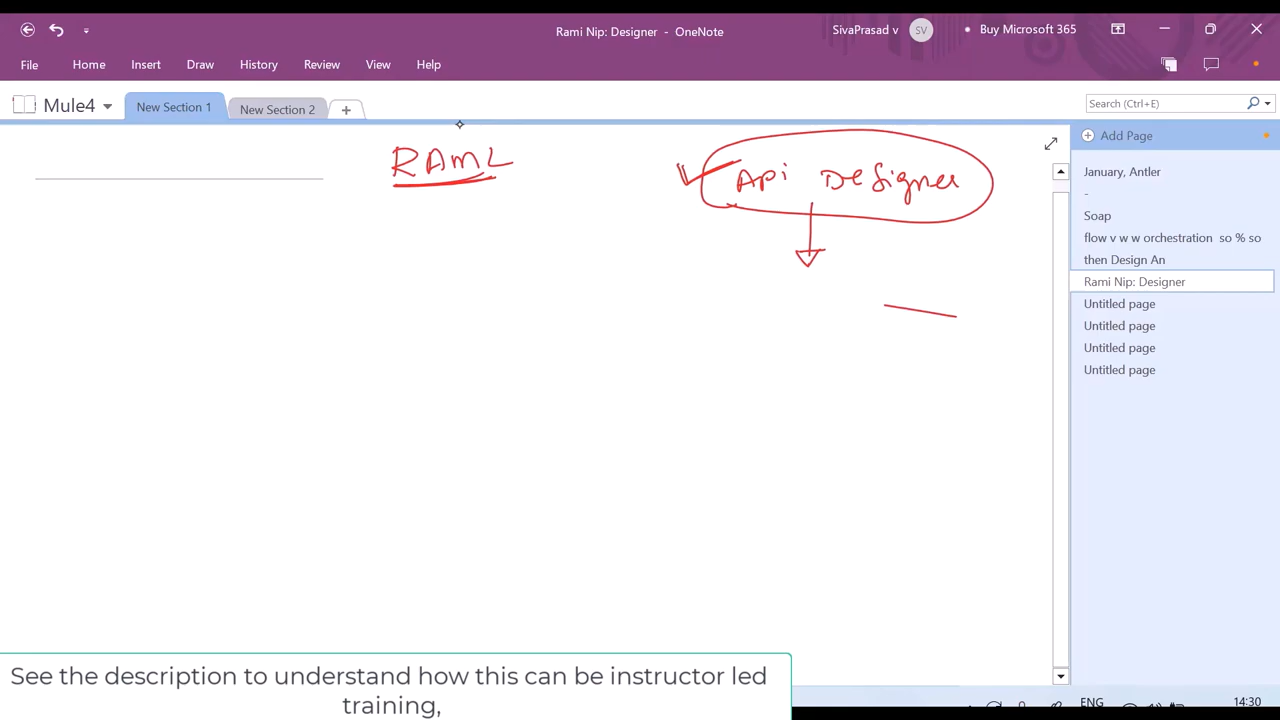 Rami Nip: Designer - OneNote
SivaPrasad v
SV
Buy Microsoft 365
File
Home
Insert
Draw
History
Review
View
Help
Mule4
New Section 1
New Section 2
+
Search (Ctrl+E)
RAML
Api Designer
Add Page
January, Antler
-
Soap
flow v w w orchestration so % so
then Design An
Rami Nip: Designer
Untitled page
Untitled page
Untitled page
Untitled page
See the description to understand how this can be instructor led
training,
ENG
14:30